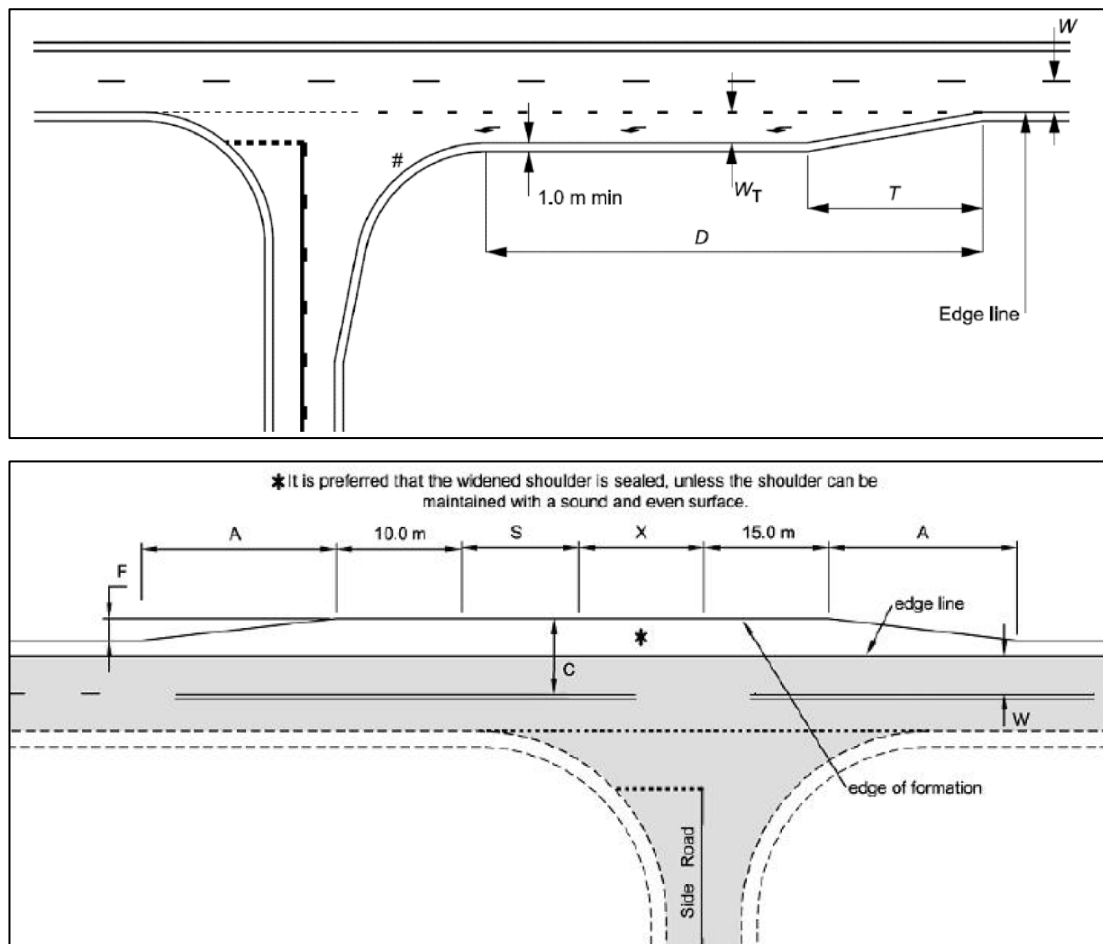 W
#
1.0 m min
W_T
T
D
Edge line
✱ It is preferred that the widened shoulder is sealed, unless the shoulder can be
maintained with a sound and even surface.
A 10.0 m S X 15.0 m A
F
edge line
✱
C
W
edge of formation
Side Road